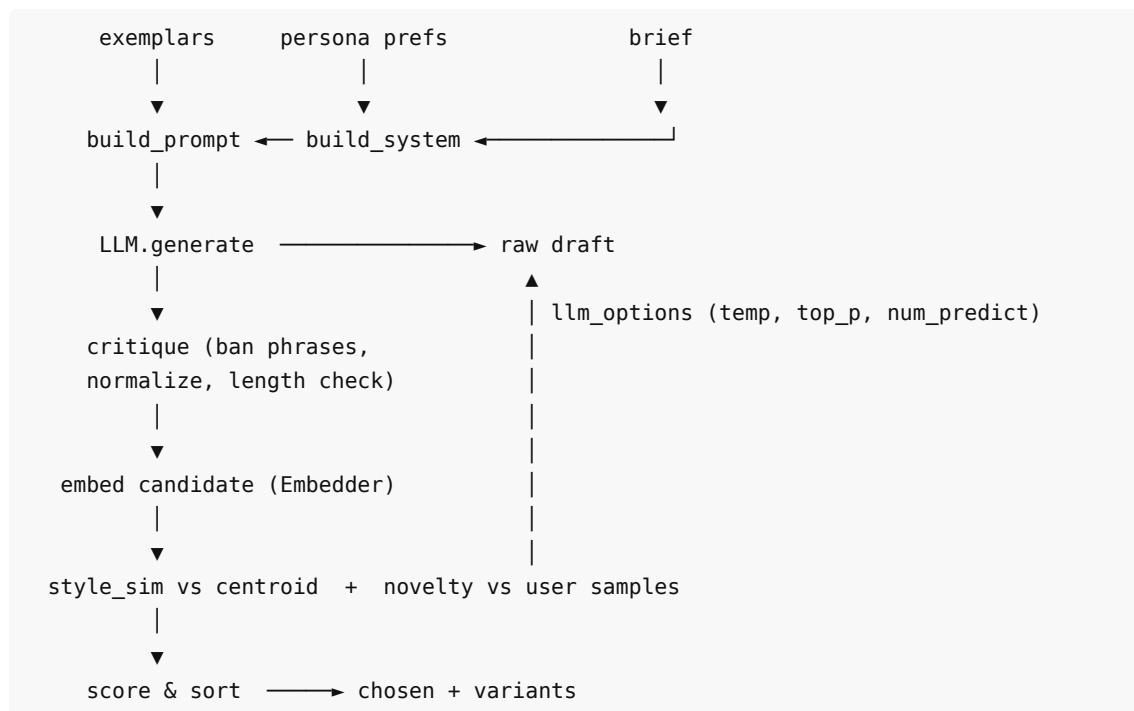 exemplars persona prefs brief
build_prompt build_system
LLM.generate raw draft
llm_options (temp, top_p, num_predict)
critique (ban phrases,
normalize, length check)
embed candidate (Embedder)
style_sim vs centroid + novelty vs user samples
score & sort chosen + variants